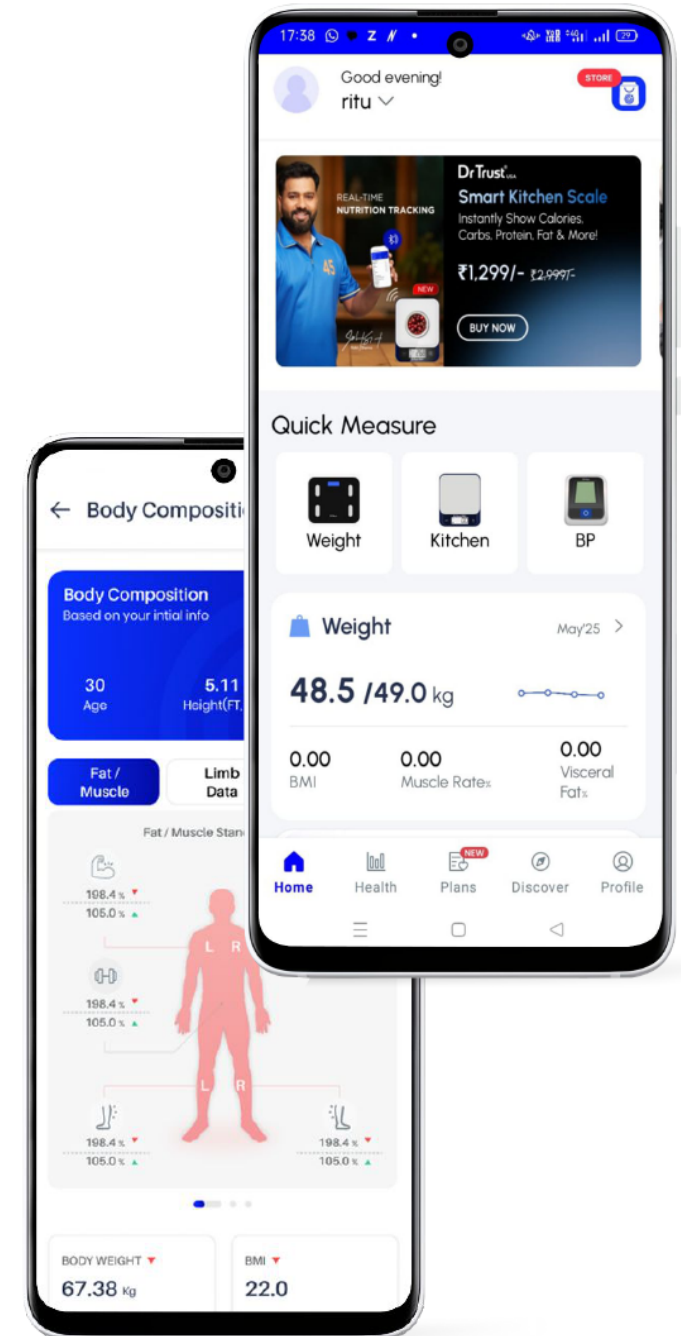 17:38
Z
29
Good evening!
ritu
STORE
REAL-TIME
NUTRITION TRACKING
45
NEW
Dr Trust USA
Smart Kitchen Scale
Instantly Show Calories,
Carbs, Protein, Fat & More!
₹1,299/- ₹2,999/-
BUY NOW
Quick Measure
Weight
Kitchen
BP
Weight
May'25
48.5 /49.0 kg
0.00
BMI
0.00
Muscle Rate%
0.00
Visceral
Fat%
Home
Health
NEW
Plans
Discover
Profile
← Body Compositi
Body Composition
Based on your intial info
30
Age
5.11
Height(FT,
Fat /
Muscle
Limb
Data
Fat / Muscle Stan
198.4 %
105.0 %
L R
198.4 %
105.0 %
L R
198.4 %
105.0 %
198.4 %
105.0 %
BODY WEIGHT
67.38 Kg
BMI
22.0